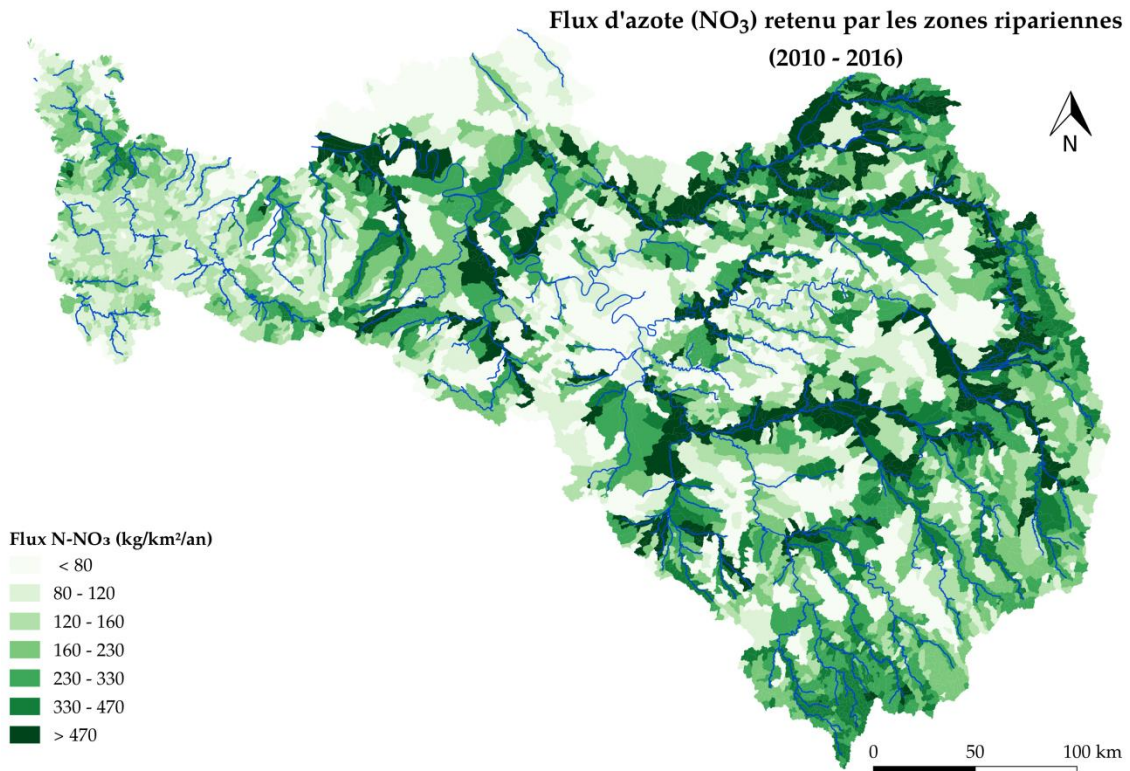 Flux d'azote (NO₃) retenu par les zones ripariennes
(2010 - 2016)
N
Flux N-NO₃ (kg/km²/an)
< 80
80 - 120
120 - 160
160 - 230
230 - 330
330 - 470
> 470
0 50 100 km